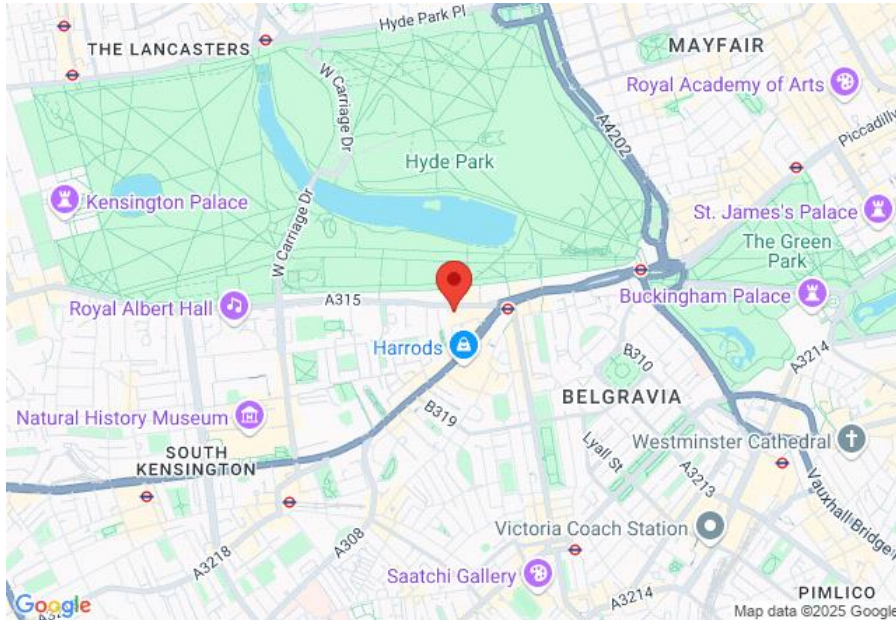 Hyde Park Pl
THE LANCASTERS
MAYFAIR
Royal Academy of Arts
W Carriage Dr
A4202
Piccadilly
Hyde Park
Kensington Palace
W Carriage Dr
St. James's Palace
The Green
Park
Royal Albert Hall
A315
Buckingham Palace
Harrods
B310
A3214
BELGRAVIA
Natural History Museum
B319
Westminster Cathedral
SOUTH
KENSINGTON
Lyall St
A3213
Vauxhall Bridge
Victoria Coach Station
A308
A3218
Saatchi Gallery
A3214
PIMLICO
Google
Map data ©2025 Google